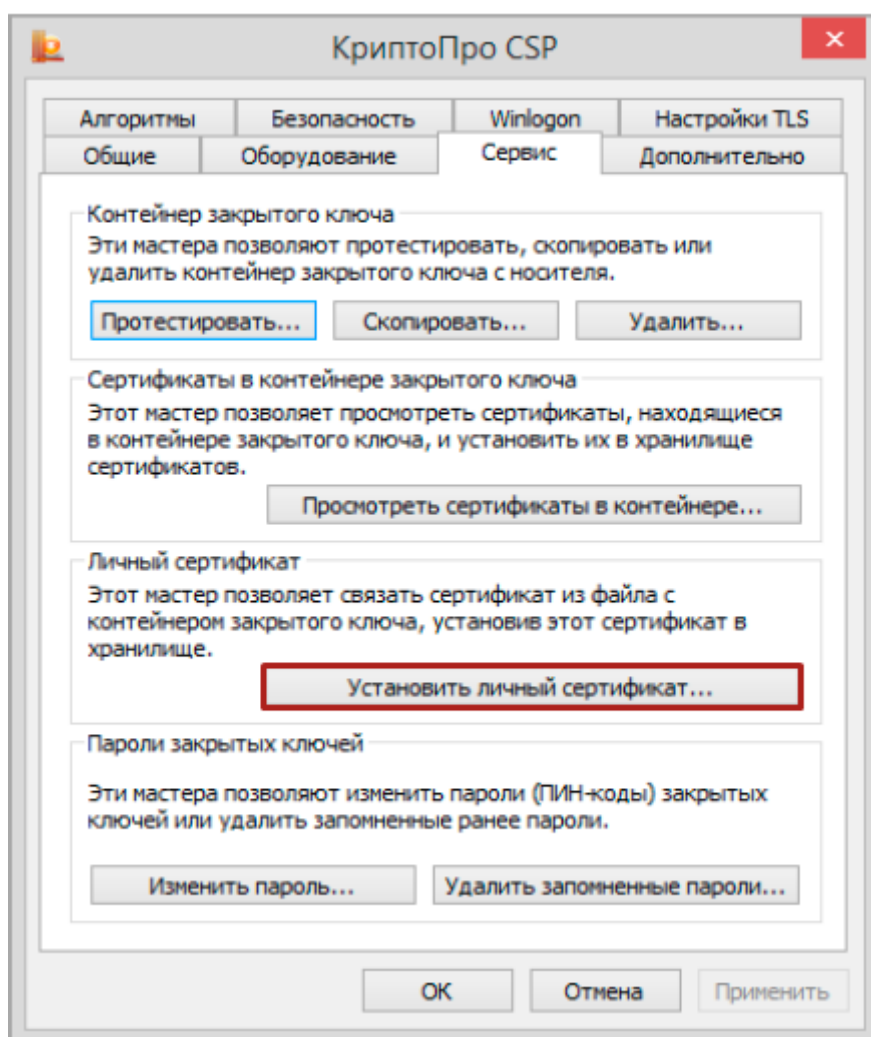 КриптоПро CSP
Алгоритмы Безопасность Winlogon Настройки TLS
Общие Оборудование Сервис Дополнительно
Контейнер закрытого ключа
Эти мастера позволяют протестировать, скопировать или
удалить контейнер закрытого ключа с носителя.
Протестировать... Скопировать... Удалить...
Сертификаты в контейнере закрытого ключа
Этот мастер позволяет просмотреть сертификаты, находящиеся
в контейнере закрытого ключа, и установить их в хранилище
сертификатов.
Просмотреть сертификаты в контейнере...
Личный сертификат
Этот мастер позволяет связать сертификат из файла с
контейнером закрытого ключа, установив этот сертификат в
хранилище.
Установить личный сертификат...
Пароли закрытых ключей
Эти мастера позволяют изменить пароли (ПИН-коды) закрытых
ключей или удалить запомненные ранее пароли.
Изменить пароль... Удалить запомненные пароли...
ОК Отмена Применить